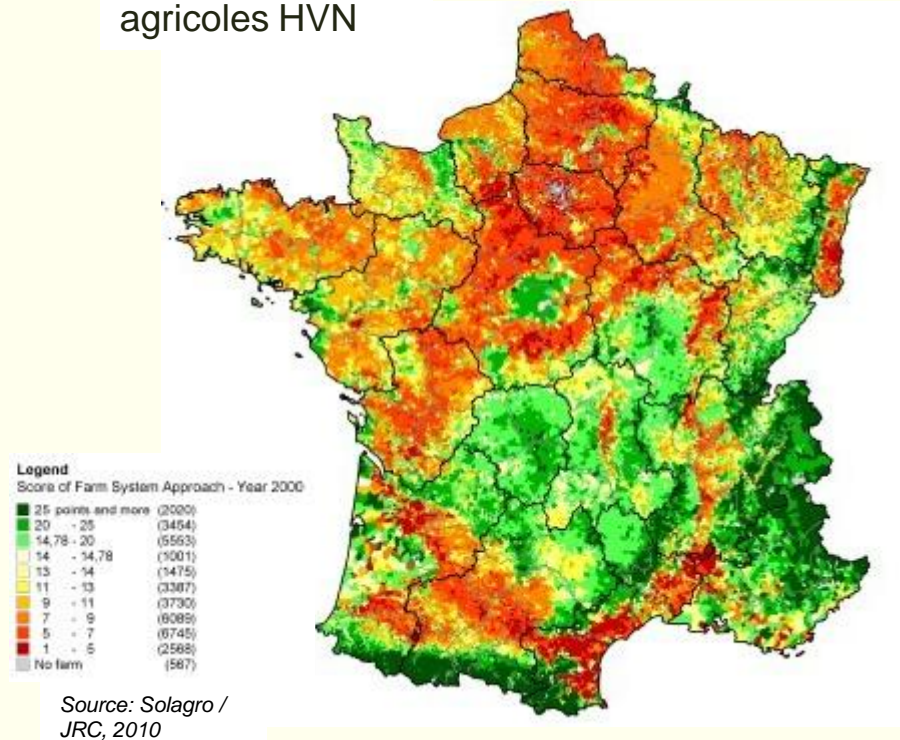 agricoles HVN
Legend
Score of Farm System Approach - Year 2000
25 points and more (2020)
20 - 25 (3454)
14,78 - 20 (5553)
14 - 14,78 (1001)
13 - 14 (1475)
11 - 13 (3387)
9 - 11 (3730)
7 - 9 (6089)
5 - 7 (6745)
1 - 5 (2568)
No farm (567)
Source: Solagro /
JRC, 2010